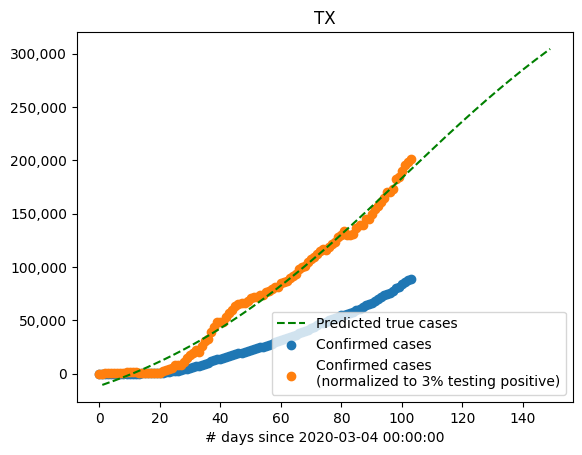 TX
300,000
250,000
200,000
150,000
100,000
50,000
0
Predicted true cases
Confirmed cases
Confirmed cases
(normalized to 3% testing positive)
0 20 40 60 80 100 120 140
# days since 2020-03-04 00:00:00